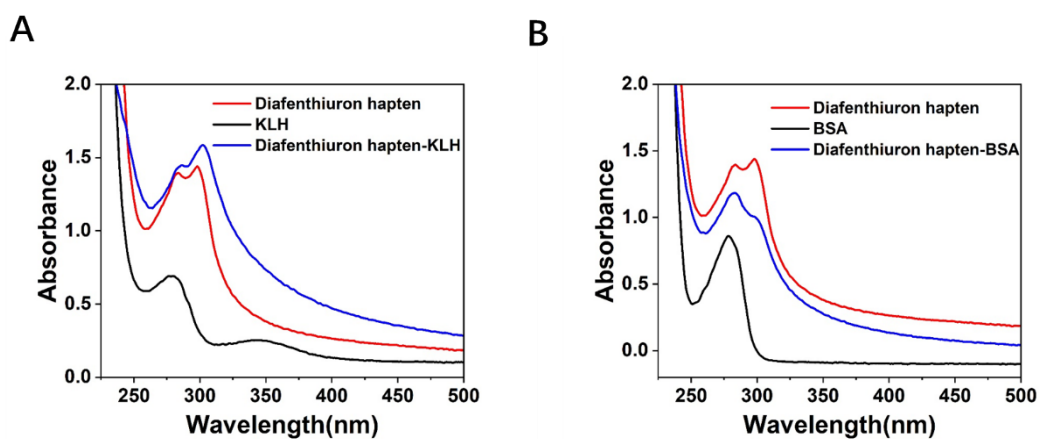 A
2.0
1.5
1.0
0.5
0.0
Absorbance
Diafenthiuron hapten
KLH
Diafenthiuron hapten-KLH
250 300 350 400 450 500
Wavelength(nm)
B
2.0
1.5
1.0
0.5
0.0
Absorbance
Diafenthiuron hapten
BSA
Diafenthiuron hapten-BSA
250 300 350 400 450 500
Wavelength(nm)